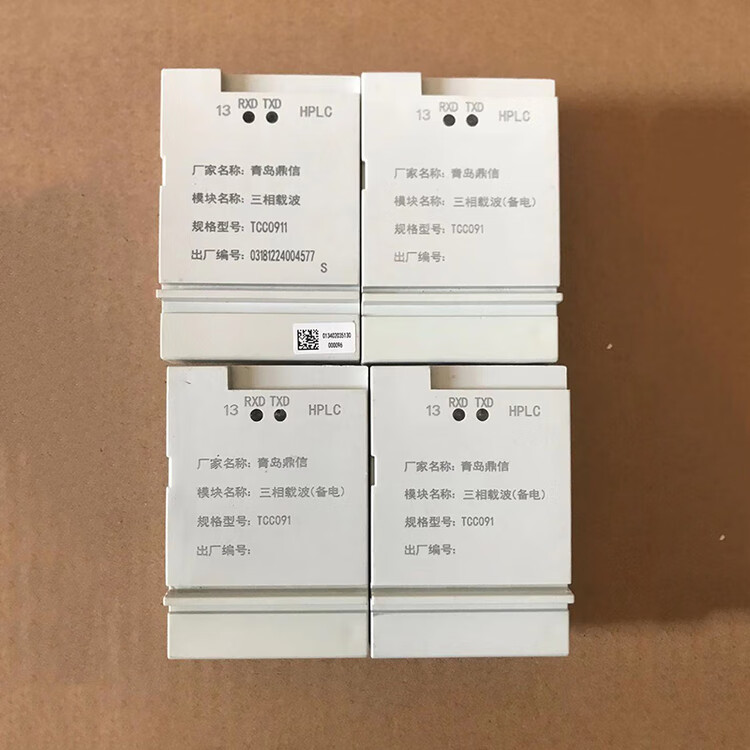 13 RXD TXD HPLC
厂家名称: 青岛鼎信
模块名称: 三相载波
规格型号: TCC0911
出厂编号: 03181224004577
S
013402035130
000096
13 RXD TXD HPLC
厂家名称: 青岛鼎信
模块名称: 三相载波(备电)
规格型号: TCC091
出厂编号:
13 RXD TXD HPLC
厂家名称: 青岛鼎信
模块名称: 三相载波(备电)
规格型号: TCC091
出厂编号:
13 RXD TXD HPLC
厂家名称: 青岛鼎信
模块名称: 三相载波(备电)
规格型号: TCC091
出厂编号: